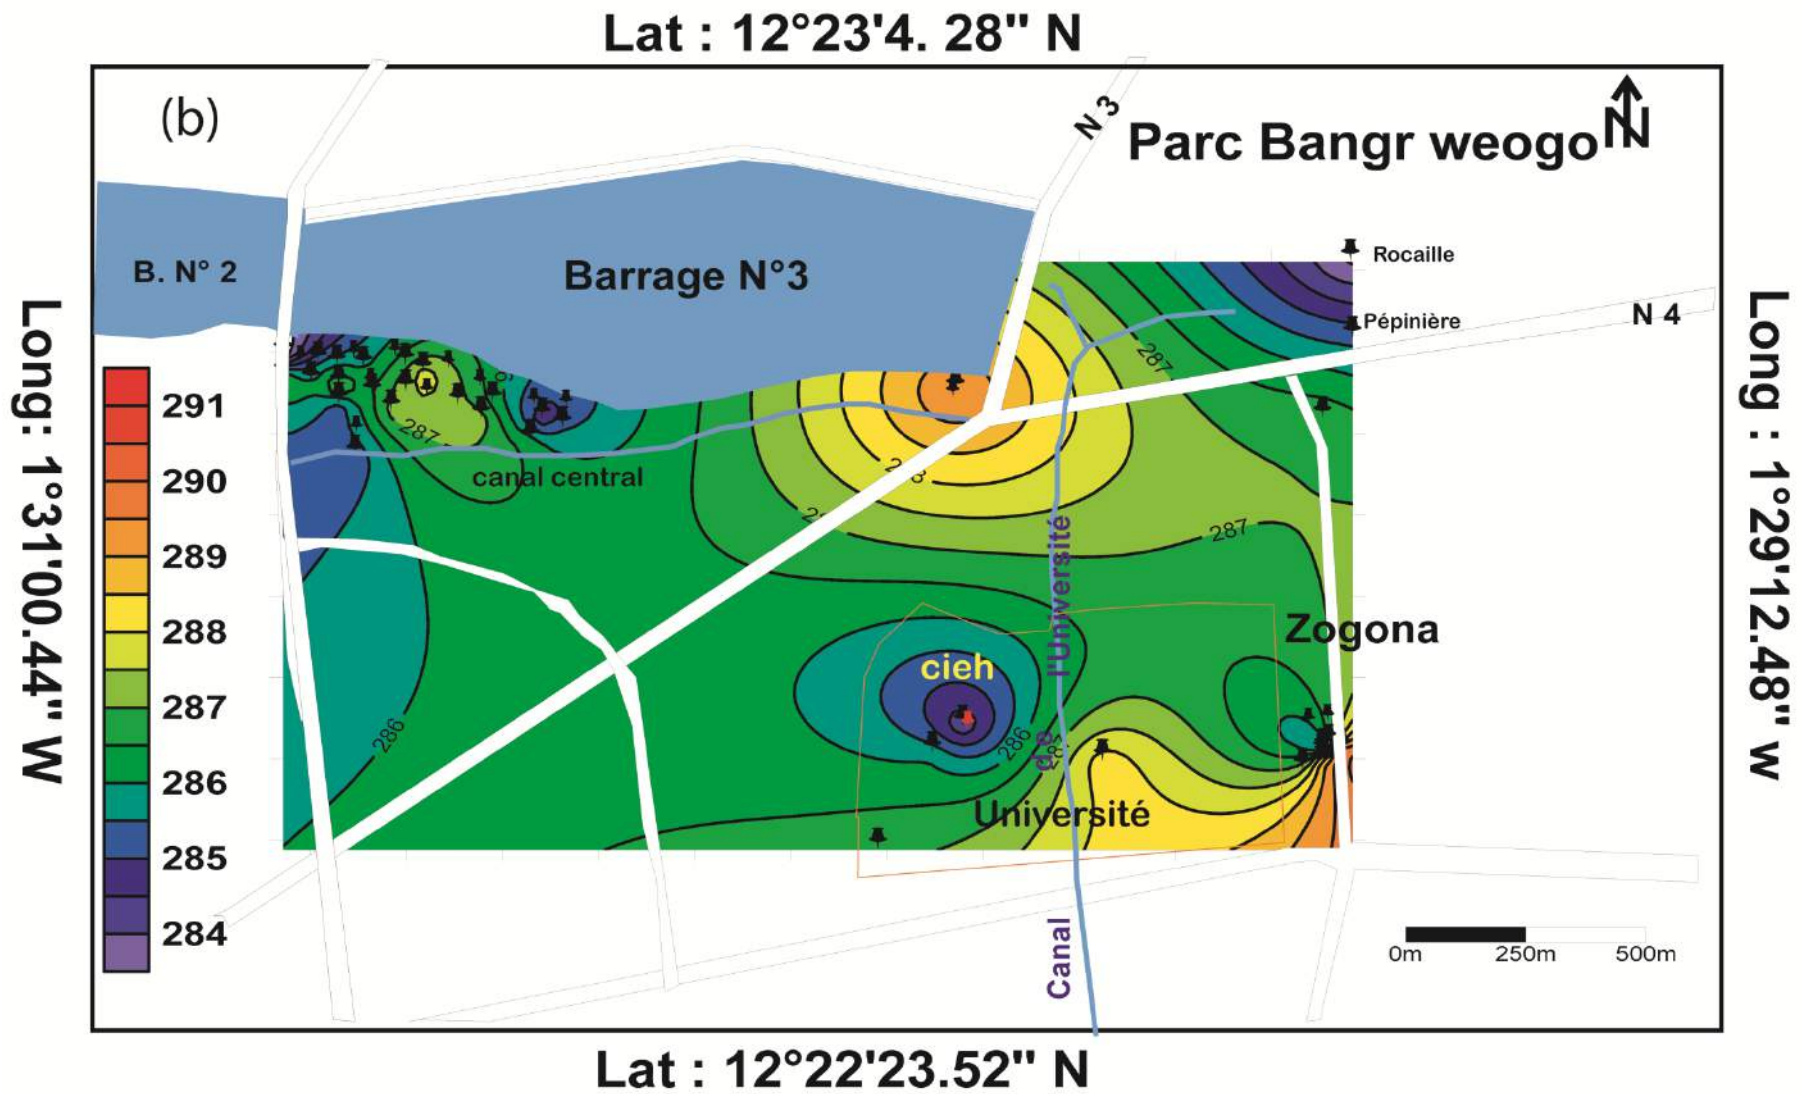 Lat : 12°23'4. 28" N
(b)
N 3
Parc Bangr weogo
N
Rocaille
B. N° 2
Barrage N°3
Pépinière
N 4
Long: 1°31'00.44" W
Long : 1°29'12.48" w
291
290
289
288
287
286
285
284
287
287
canal central
287
Zogona
cieh
286
286
287
Université
Canal de l'Université
0m 250m 500m
Lat : 12°22'23.52" N